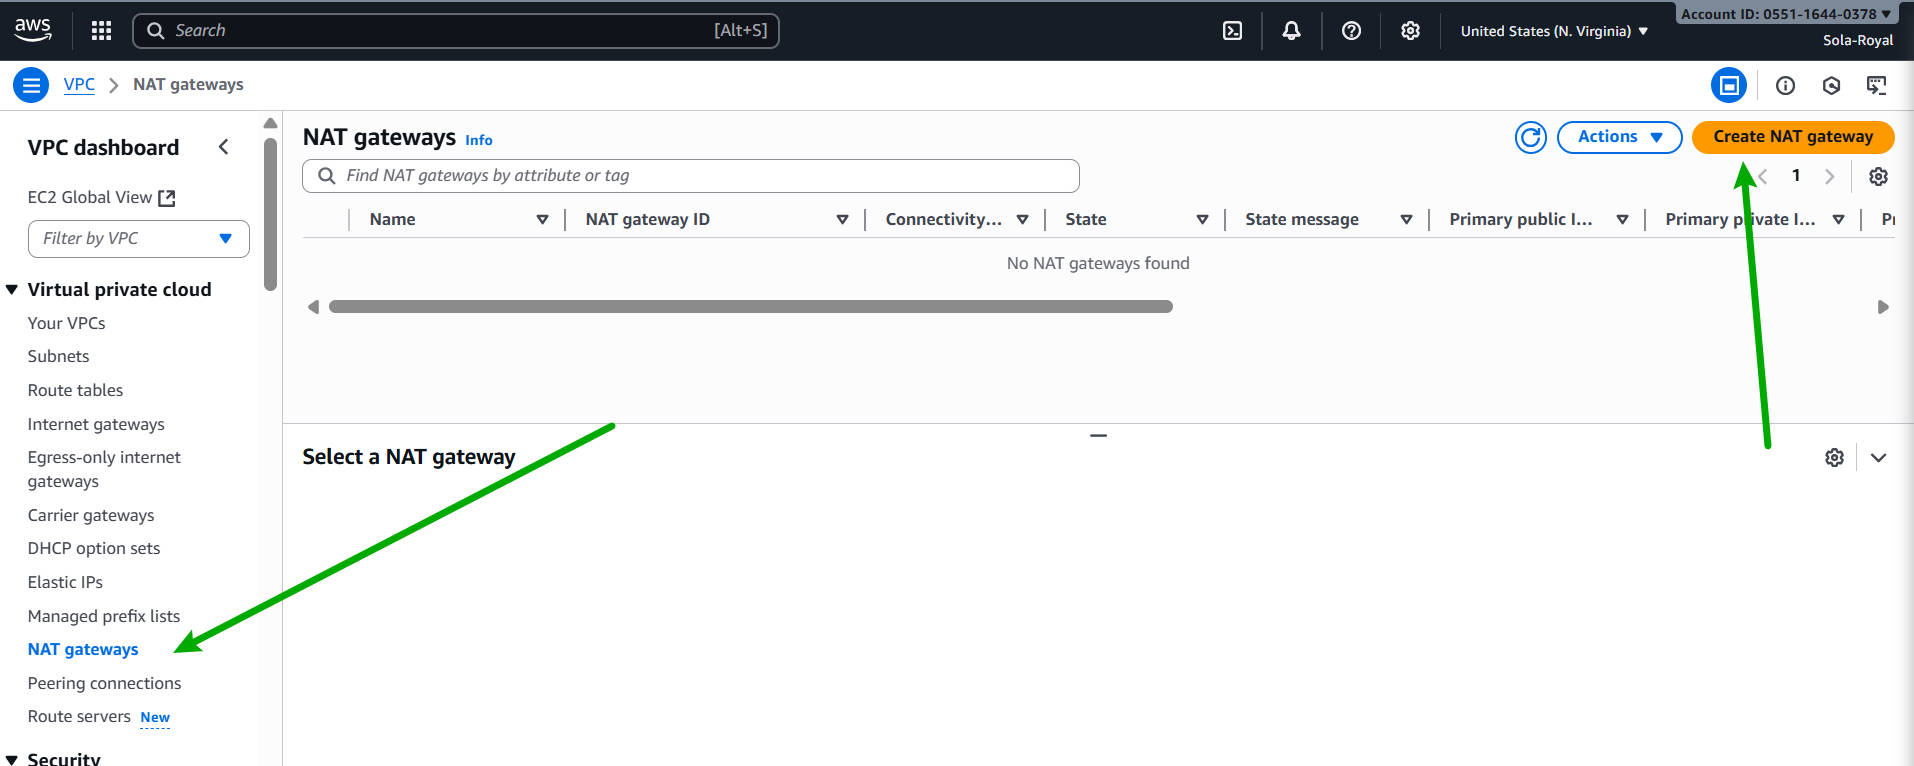 aws
Search [Alt+S]
United States (N. Virginia) ▼
Account ID: 0551-1644-0378 ▼
Sola-Royal
VPC > NAT gateways
VPC dashboard
EC2 Global View
Filter by VPC
Virtual private cloud
Your VPCs
Subnets
Route tables
Internet gateways
Egress-only internet
gateways
Carrier gateways
DHCP option sets
Elastic IPs
Managed prefix lists
NAT gateways
Peering connections
Route servers New
Security
NAT gateways Info
Actions ▼
Create NAT gateway
Find NAT gateways by attribute or tag
1
Name NAT gateway ID Connectivity... State State message Primary public I... Primary private I... Pr
No NAT gateways found
Select a NAT gateway